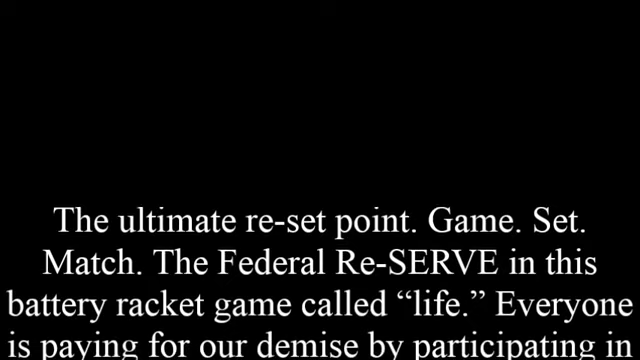 The ultimate re-set point. Game. Set.
Match. The Federal Re-SERVE in this
battery racket game called “life.” Everyone
is paying for our demise by participating in